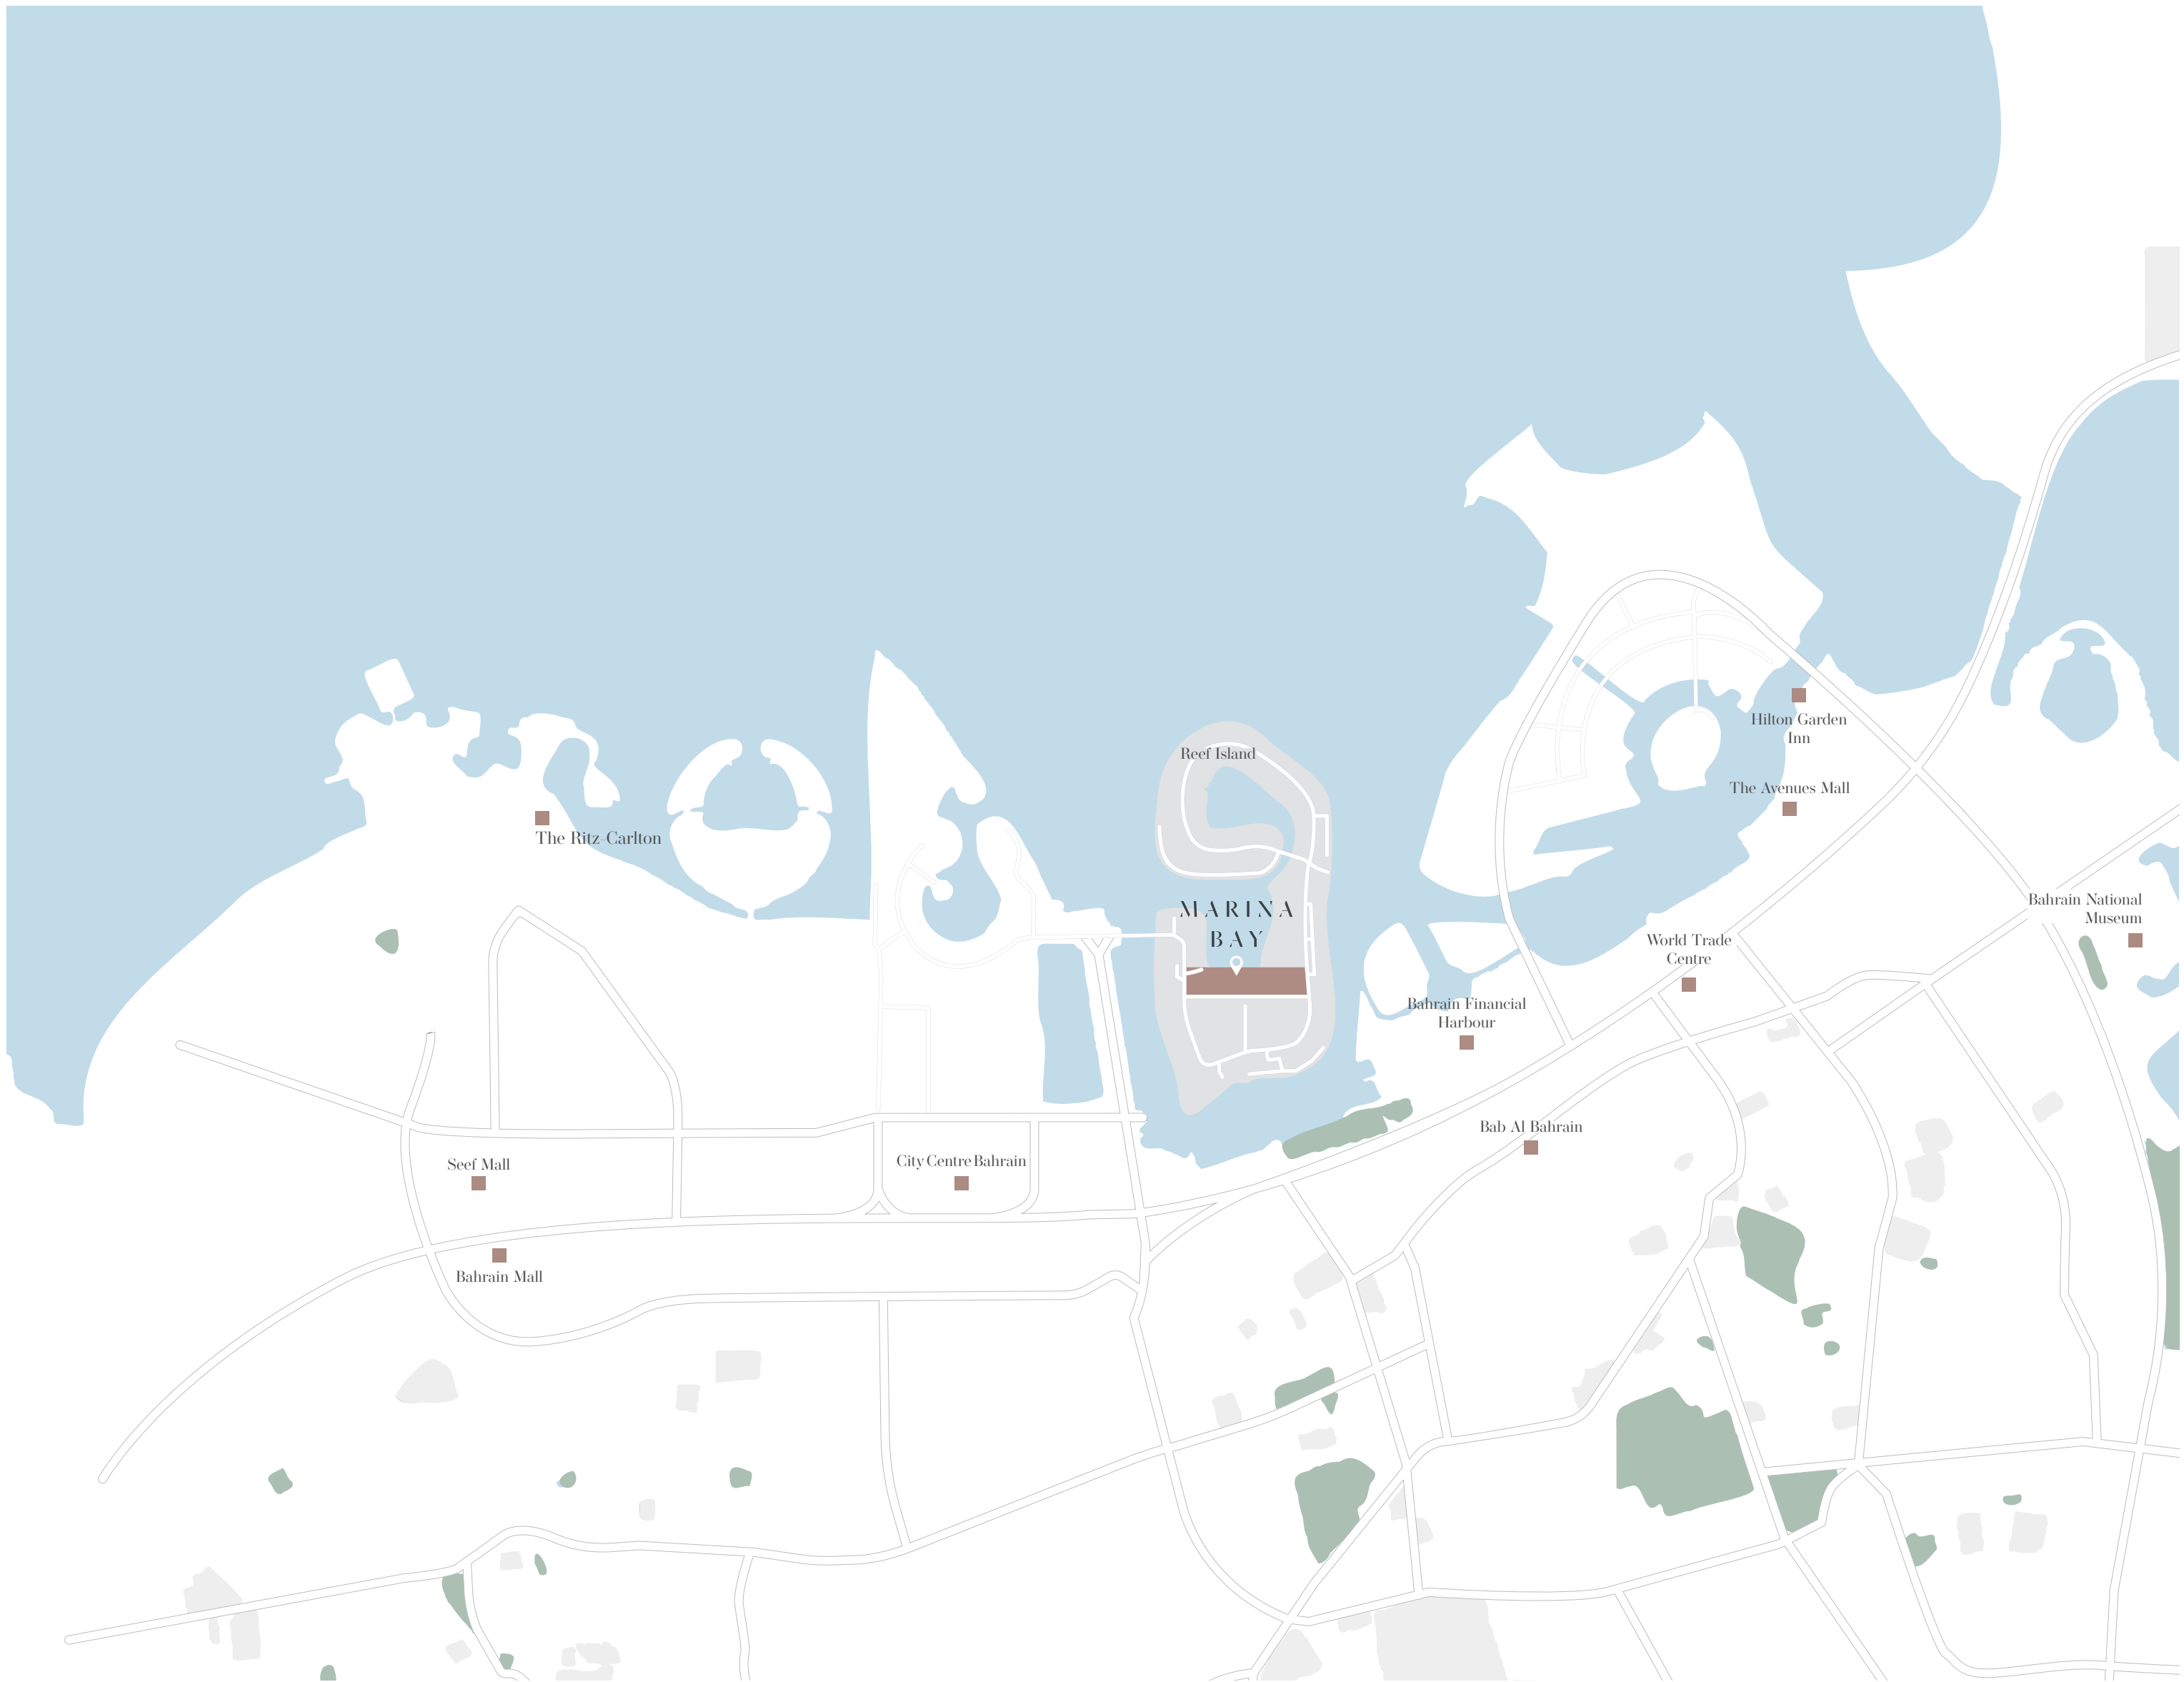 Hilton Garden
Inn
Reef Island
The Avenues Mall
The Ritz-Carlton
MARINA
BAY
Bahrain National
Museum
World Trade
Centre
Bahrain Financial
Harbour
Bab Al Bahrain
City Centre Bahrain
Seef Mall
Bahrain Mall